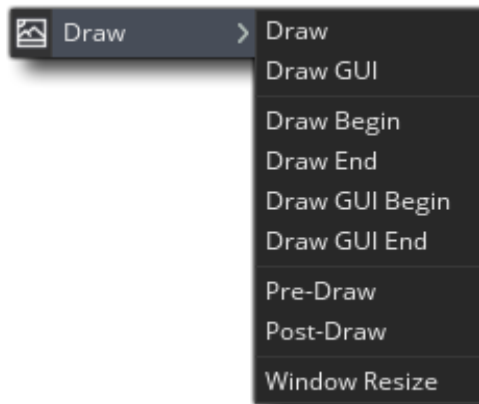 Draw
Draw
Draw GUI
Draw Begin
Draw End
Draw GUI Begin
Draw GUI End
Pre-Draw
Post-Draw
Window Resize